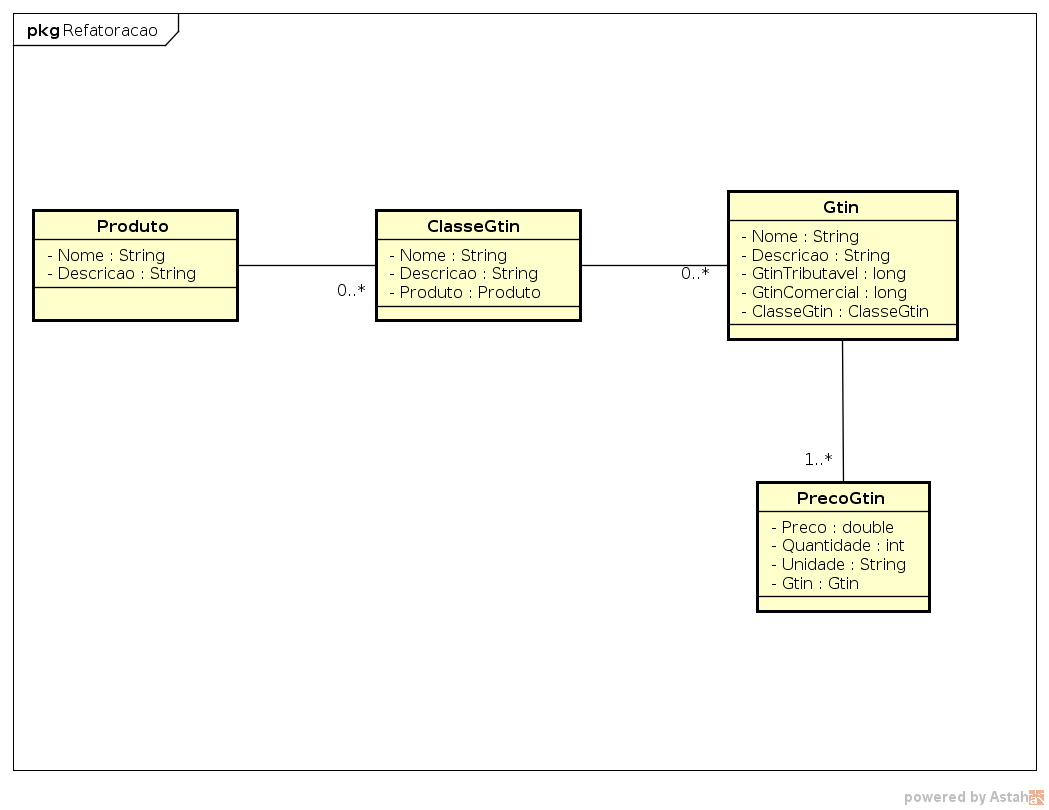 pkg Refatoracao
Produto
- Nome : String
- Descricao : String
0..*
ClasseGtin
- Nome : String
- Descricao : String
- Produto : Produto
0..*
Gtin
- Nome : String
- Descricao : String
- GtinTributavel : long
- GtinComercial : long
- ClasseGtin : ClasseGtin
1..*
PrecoGtin
- Preco : double
- Quantidade : int
- Unidade : String
- Gtin : Gtin
powered by Astah